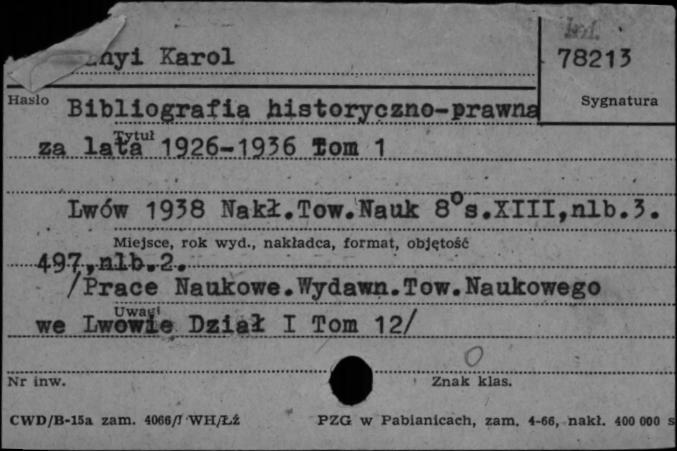 nyi Karol
78213
Hasło
Sygnatura
Bibliografia historyczno-prawna
Tytuł
za lata 1926-1936 Tom 1
Lwów 1938 Nakł.Tow.Nauk 8° s.XIII,nlb.3.
Miejsce, rok wyd., nakładca, format, objętość
497,nlb.2.
/Prace Naukowe.Wydawn.Tow.Naukowego
Uwagi
we Lwowie Dział I Tom 12/
Nr inw.
Znak klas.
CWD/B-15a zam. 4066/I WH/Łź
PZG w Pabianicach, zam. 4-66, nakł. 400 000 s